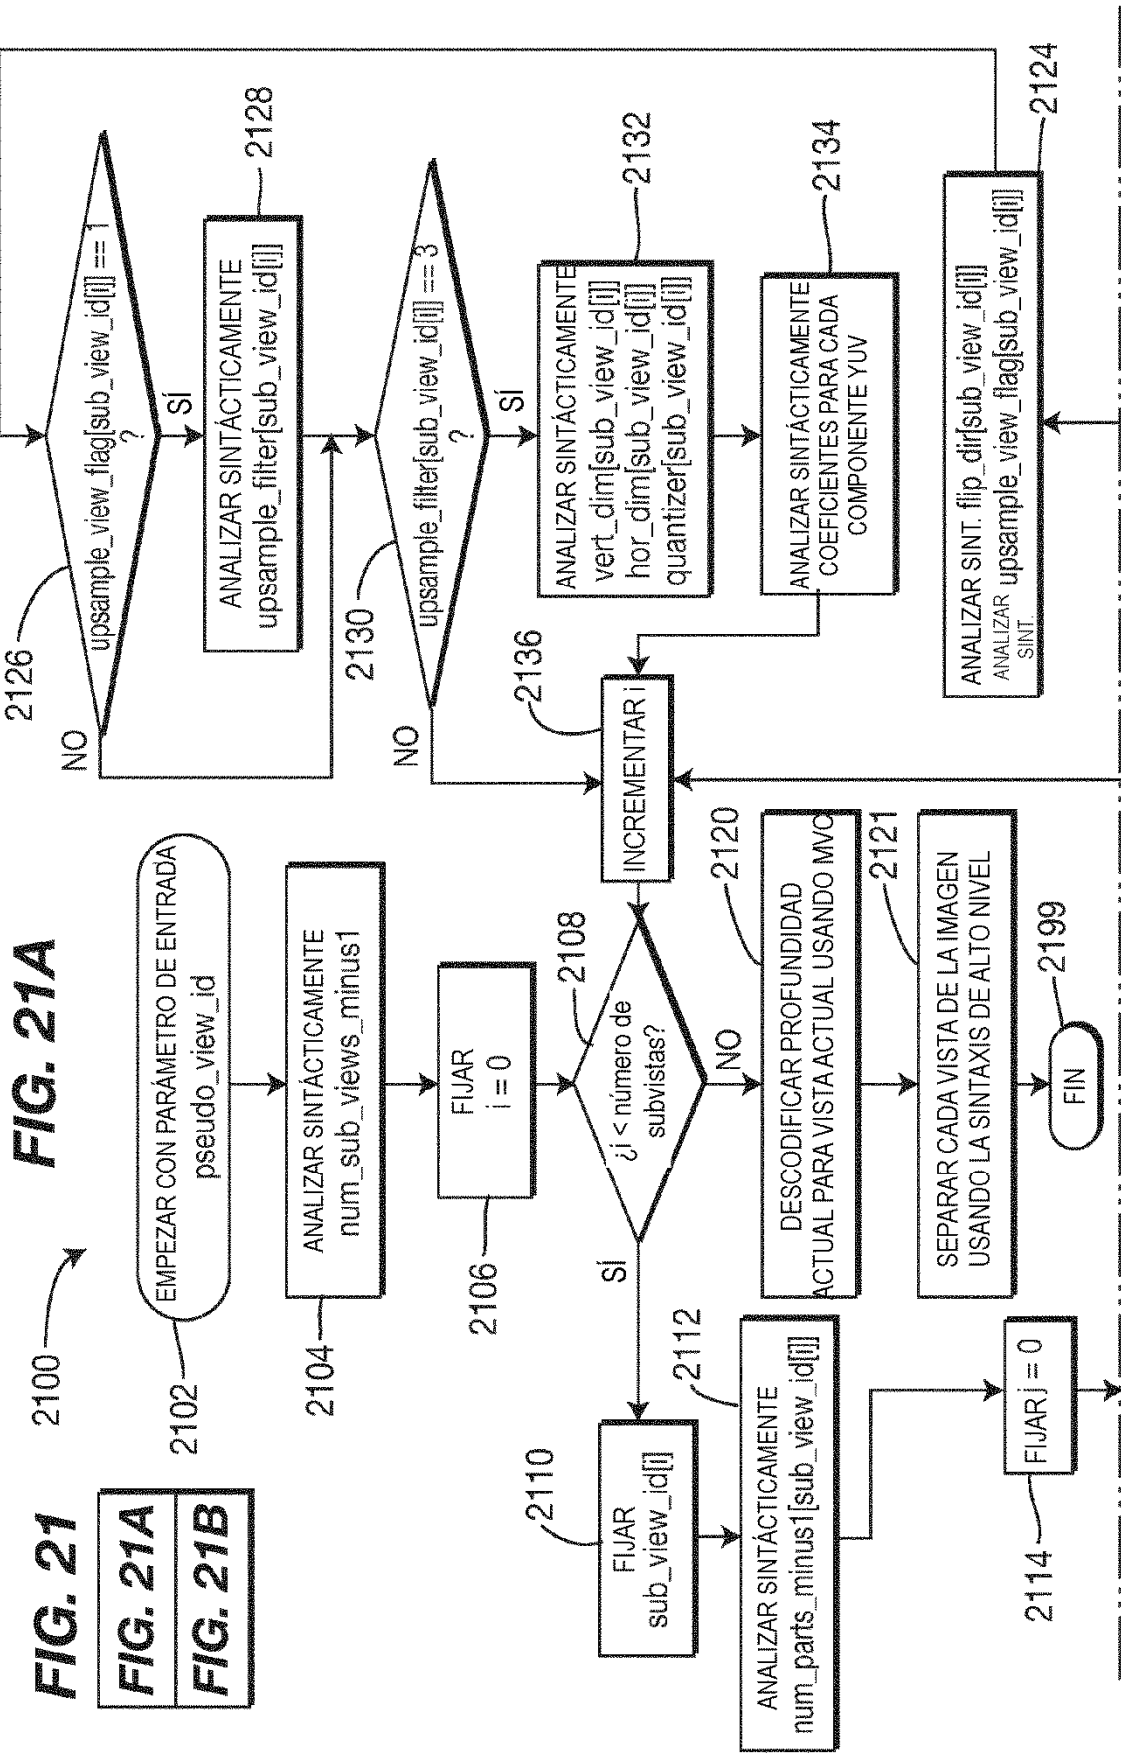 FIG. 21
FIG. 21A
FIG. 21B
FIG. 21A
2100
2102
EMPEZAR CON PARÁMETRO DE ENTRADA
pseudo_view_id
2104
ANALIZAR SINTÁCTICAMENTE
num_sub_views_minus1
2106
FIJAR
i = 0
2108
¿i < número de
subvistas?
SÍ
NO
2110
FIJAR
sub_view_id[i]
2112
ANALIZAR SINTÁCTICAMENTE
num_parts_minus1[sub_view_id[i]]
2114
FIJAR j = 0
2120
DESCODIFICAR PROFUNDIDAD
ACTUAL PARA VISTA ACTUAL USANDO MVC
2121
SEPARAR CADA VISTA DE LA IMAGEN
USANDO LA SINTAXIS DE ALTO NIVEL
2199
FIN
2126
upsample_view_flag[sub_view_id[i]] == 1
?
NO
SÍ
2128
ANALIZAR SINTÁCTICAMENTE
upsample_filter[sub_view_id[i]]
2130
upsample_filter[sub_view_id[i]] == 3
?
NO
SÍ
2132
ANALIZAR SINTÁCTICAMENTE
vert_dim[sub_view_id[i]]
hor_dim[sub_view_id[i]]
quantizer[sub_view_id[i]]
2134
ANALIZAR SINTÁCTICAMENTE
COEFICIENTES PARA CADA
COMPONENTE YUV
2136
INCREMENTAR i
2124
ANALIZAR SINT. flip_dir[sub_view_id[i]]
ANALIZAR upsample_view_flag[sub_view_id[i]]
SINT.